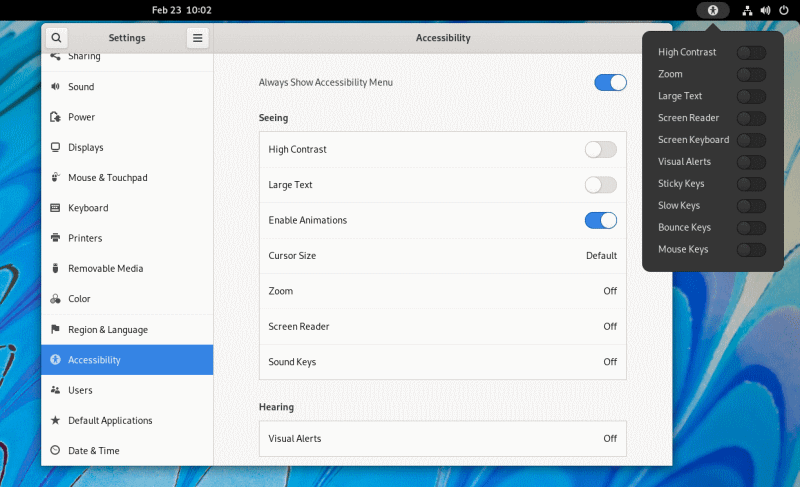 Feb 23 10:02
Settings
Sharing
Sound
Power
Displays
Mouse & Touchpad
Keyboard
Printers
Removable Media
Color
Region & Language
Accessibility
Users
Default Applications
Date & Time
Accessibility
Always Show Accessibility Menu
Seeing
High Contrast
Large Text
Enable Animations
Cursor Size Default
Zoom Off
Screen Reader Off
Sound Keys Off
Hearing
Visual Alerts Off
High Contrast
Zoom
Large Text
Screen Reader
Screen Keyboard
Visual Alerts
Sticky Keys
Slow Keys
Bounce Keys
Mouse Keys